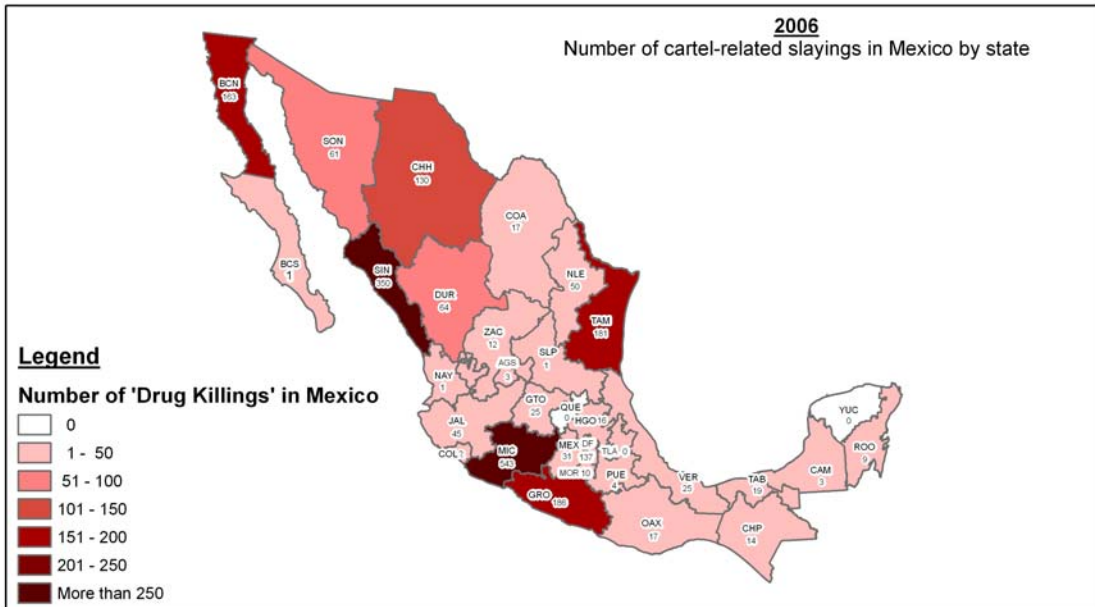 2006
Number of cartel-related slayings in Mexico by state
BCN
163
SON
61
CHH
130
COA
17
BCS
1
SIN
350
DUR
64
NLE
50
TAM
181
ZAC
12
AGS
3
SLP
1
NAY
1
JAL
45
GTO
25
QUE
0
HGO 16
COL
MIC
543
MEX
31
DF
137
TLA 0
MOR 10
PUE
4
GRO
186
VER
25
OAX
17
TAB
19
CHP
14
CAM
3
YUC
0
ROO
9
Legend
Number of 'Drug Killings' in Mexico
0
1 - 50
51 - 100
101 - 150
151 - 200
201 - 250
More than 250